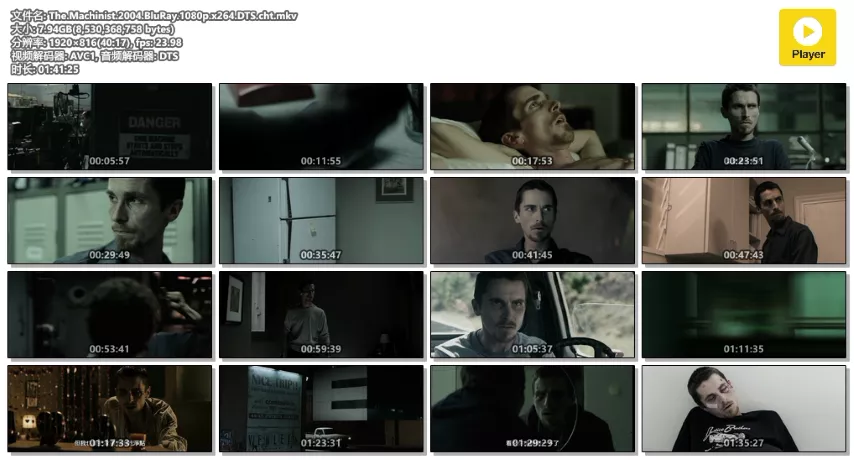 文件名: The.Machinist.2004.BluRay.1080p.x264.DTS.cht.mkv
大小: 7.94GB(8,530,368,758 bytes)
分辨率: 1920×816(40:17), fps: 23.98
视频解码器: AVC1, 音频解码器: DTS
时长: 01:41:25
Player
DANGER
00:05:57
00:11:55
00:17:53
00:23:51
00:29:49
00:35:47
00:41:45
00:47:43
00:53:41
00:59:39
01:05:37
01:11:35
01:17:33
01:23:31
01:29:29
01:35:27